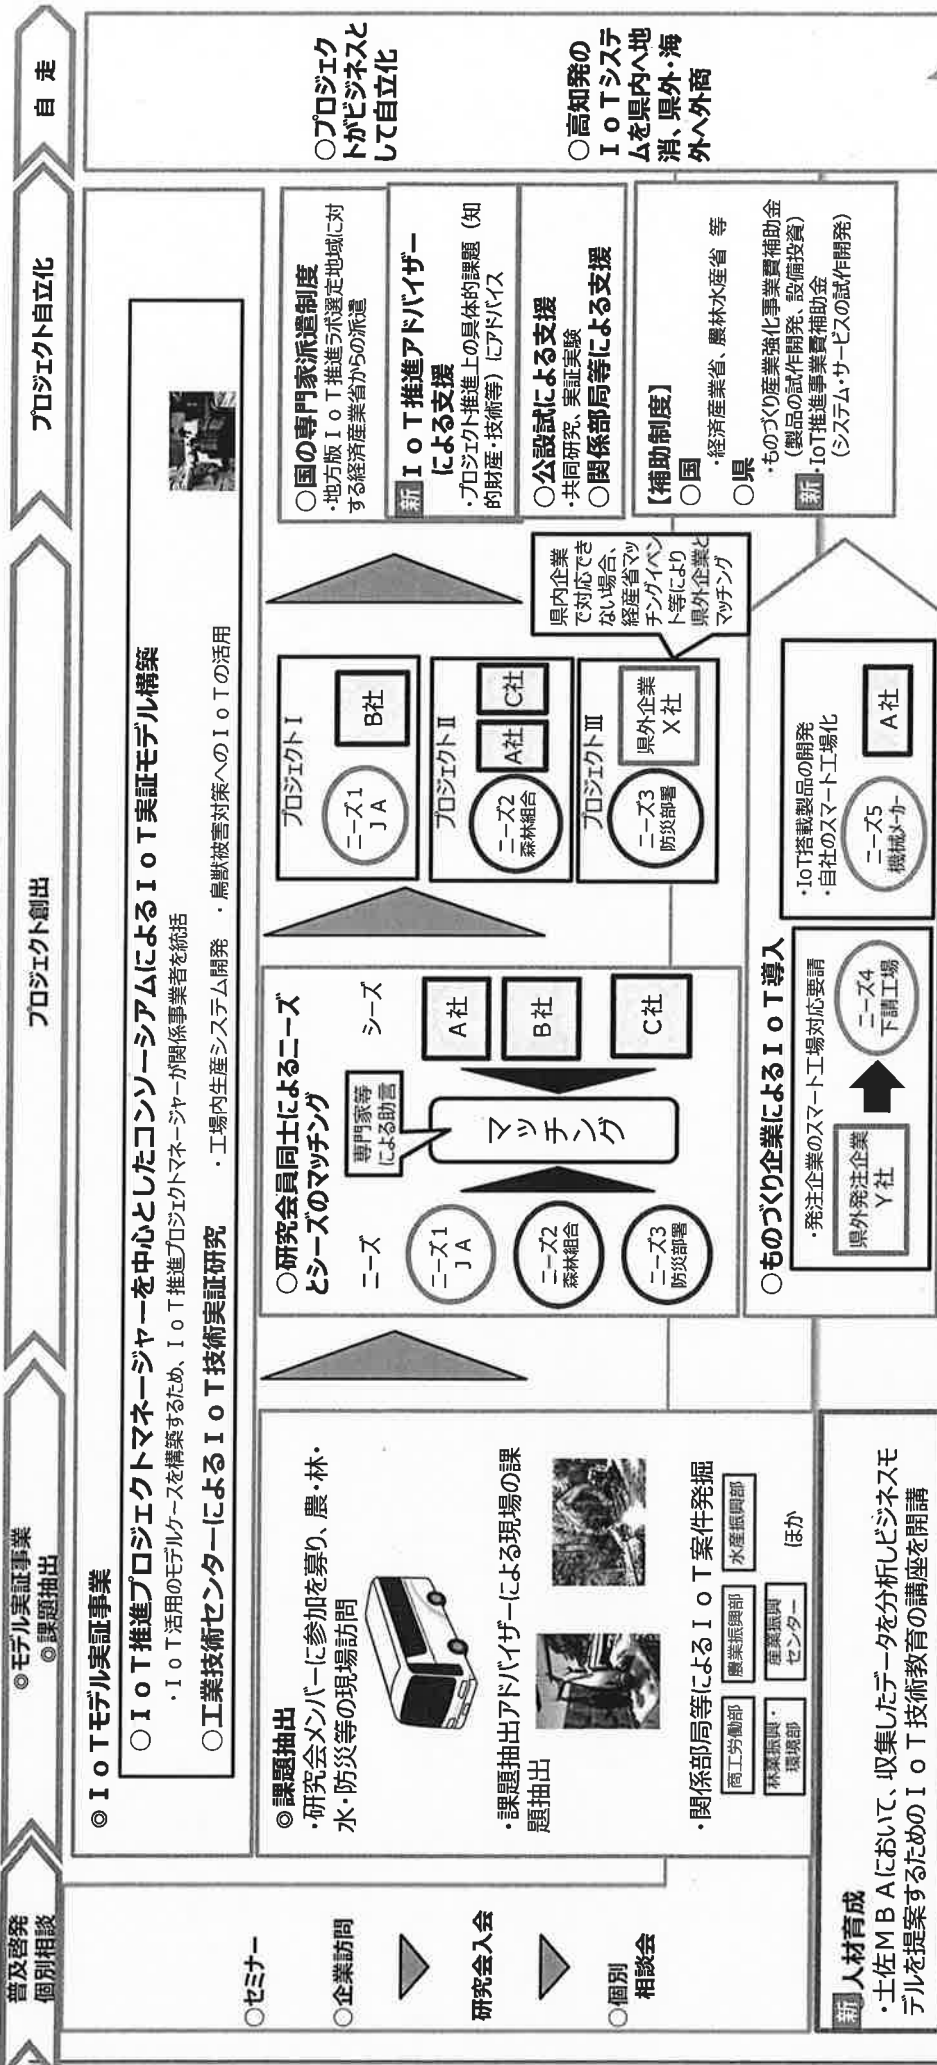 普及啓発
個別相談
◎モデル実証事業
◎課題抽出
プロジェクト創出
プロジェクト自立化
自 走
○セミナー
○企業訪問
研究会入会
○個別
相談会
◎ＩｏＴモデル実証事業
○ＩｏＴ推進プロジェクトマネージャーを中心としたコンソーシアムによるＩｏＴ実証モデル構築
・ＩｏＴ活用のモデルケースを構築するため、ＩｏＴ推進プロジェクトマネージャーが関係事業者を統括
○工業技術センターによるＩｏＴ技術実証研究 ・工場内生産システム開発 ・鳥獣被害対策へのＩｏＴの活用
◎課題抽出
・研究会メンバーに参加を募り、農・林・
水・防災等の現場訪問
・課題抽出アドバイザーによる現場の課
題抽出
・関係部局等によるＩｏＴ案件発掘
商工労働部
農業振興部
水産振興部
林業振興・
環境部
産業振興
センター
ほか
○研究会員同士によるニーズ
とシーズのマッチング
ニーズ
シーズ
専門家等
による助言
ニーズ1
ＪＡ
ニーズ2
森林組合
ニーズ3
防災部署
マッチング
A社
B社
C社
プロジェクトⅠ
ニーズ1
ＪＡ
B社
プロジェクトⅡ
ニーズ2
森林組合
A社
C社
プロジェクトⅢ
ニーズ3
防災部署
県外企業
X社
県内企業
で対応でき
ない場合、
経産省マッ
チングイベン
ト等により
県外企業と
マッチング
○ものづくり企業によるＩｏＴ導入
・発注企業のスマート工場対応要請
県外発注企業
Y社
ニーズ4
下請工場
・IoT搭載製品の開発
・自社のスマート工場化
ニーズ5
機械メーカー
A社
○国の専門家派遣制度
・地方版ＩｏＴ推進ラボ選定地域に対
する経済産業省からの派遣
新 ＩｏＴ推進アドバイザー
による支援
・プロジェクト推進上の具体的課題（知
的財産・技術等）にアドバイス
○公設試による支援
・共同研究、実証実験
○関係部局等による支援
【補助制度】
○国
・経済産業省、農林水産省 等
○県
・ものづくり産業強化事業費補助金
（製品の試作開発、設備投資）
新 ・IoT推進事業費補助金
（システム・サービスの試作開発）
○プロジェク
トがビジネスと
して自立化
○高知発の
ＩｏＴシステ
ムを県内へ地
消、県外・海
外へ外商
新 人材育成
・土佐ＭＢＡにおいて、収集したデータを分析しビジネスモ
デルを提案するためのＩｏＴ技術教育の講座を開講